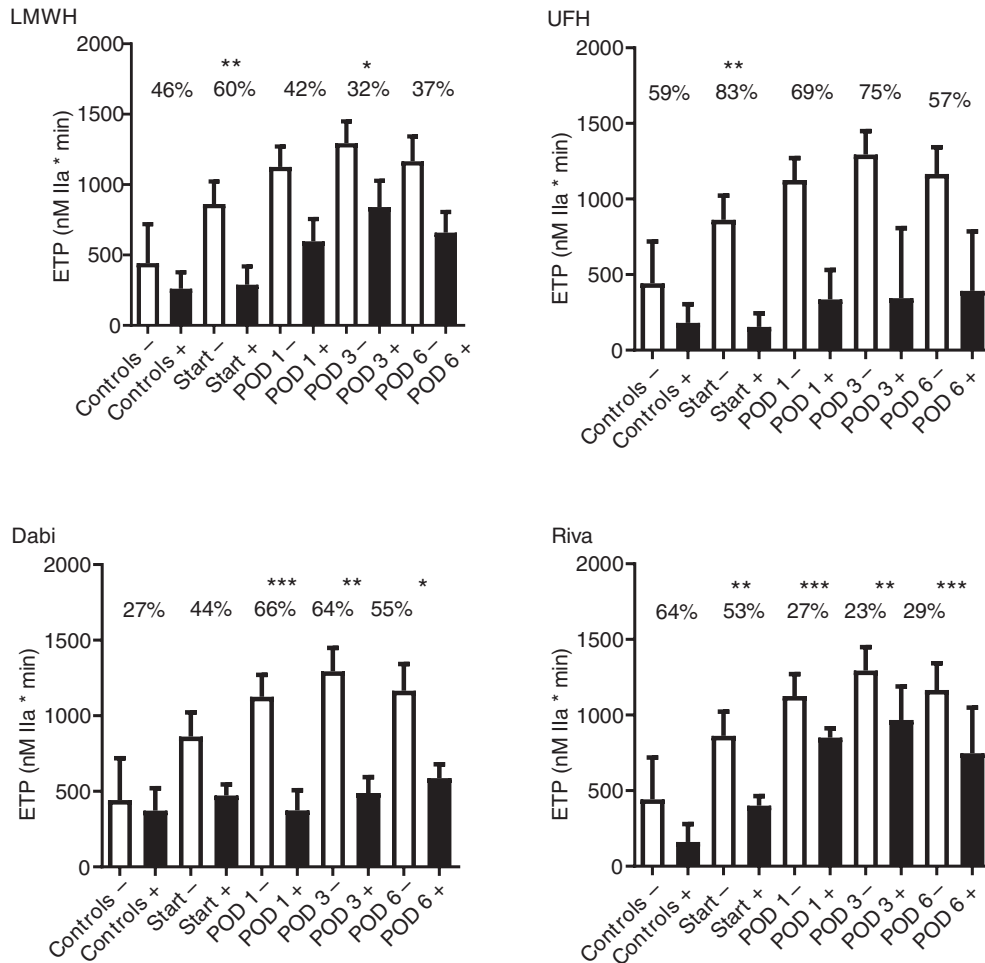 LMWH
2000
1500
1000
500
0
ETP (nM IIa * min)
** *
46% 60% 42% 32% 37%
Controls – Controls + Start – Start + POD 1 – POD 1 + POD 3 – POD 3 + POD 6 – POD 6 +
UFH
2000
1500
1000
500
0
ETP (nM IIa * min)
**
59% 83% 69% 75% 57%
Controls – Controls + Start – Start + POD 1 – POD 1 + POD 3 – POD 3 + POD 6 – POD 6 +
Dabi
2000
1500
1000
500
0
ETP (nM IIa * min)
*** ** *
27% 44% 66% 64% 55%
Controls – Controls + Start – Start + POD 1 – POD 1 + POD 3 – POD 3 + POD 6 – POD 6 +
Riva
2000
1500
1000
500
0
ETP (nM IIa * min)
** *** ** ***
64% 53% 27% 23% 29%
Controls – Controls + Start – Start + POD 1 – POD 1 + POD 3 – POD 3 + POD 6 – POD 6 +